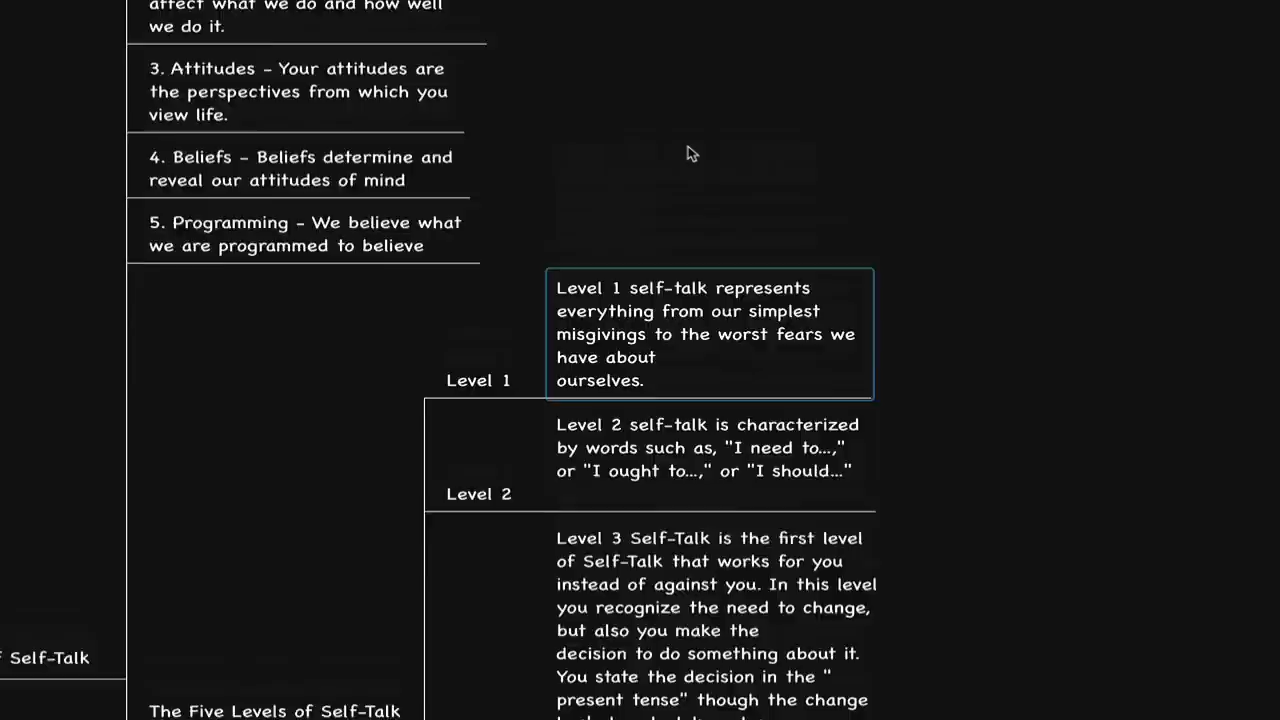 affect what we do and how well
we do it.
3. Attitudes - Your attitudes are
the perspectives from which you
view life.
4. Beliefs - Beliefs determine and
reveal our attitudes of mind
5. Programming - We believe what
we are programmed to believe
Level 1 self-talk represents
everything from our simplest
misgivings to the worst fears we
have about
ourselves.
Level 1
Level 2 self-talk is characterized
by words such as, "I need to...,"
or "I ought to...," or "I should..."
Level 2
Level 3 Self-Talk is the first level
of Self-Talk that works for you
instead of against you. In this level
you recognize the need to change,
but also you make the
decision to do something about it.
You state the decision in the "
present tense" though the change
Self-Talk
The Five Levels of Self-Talk